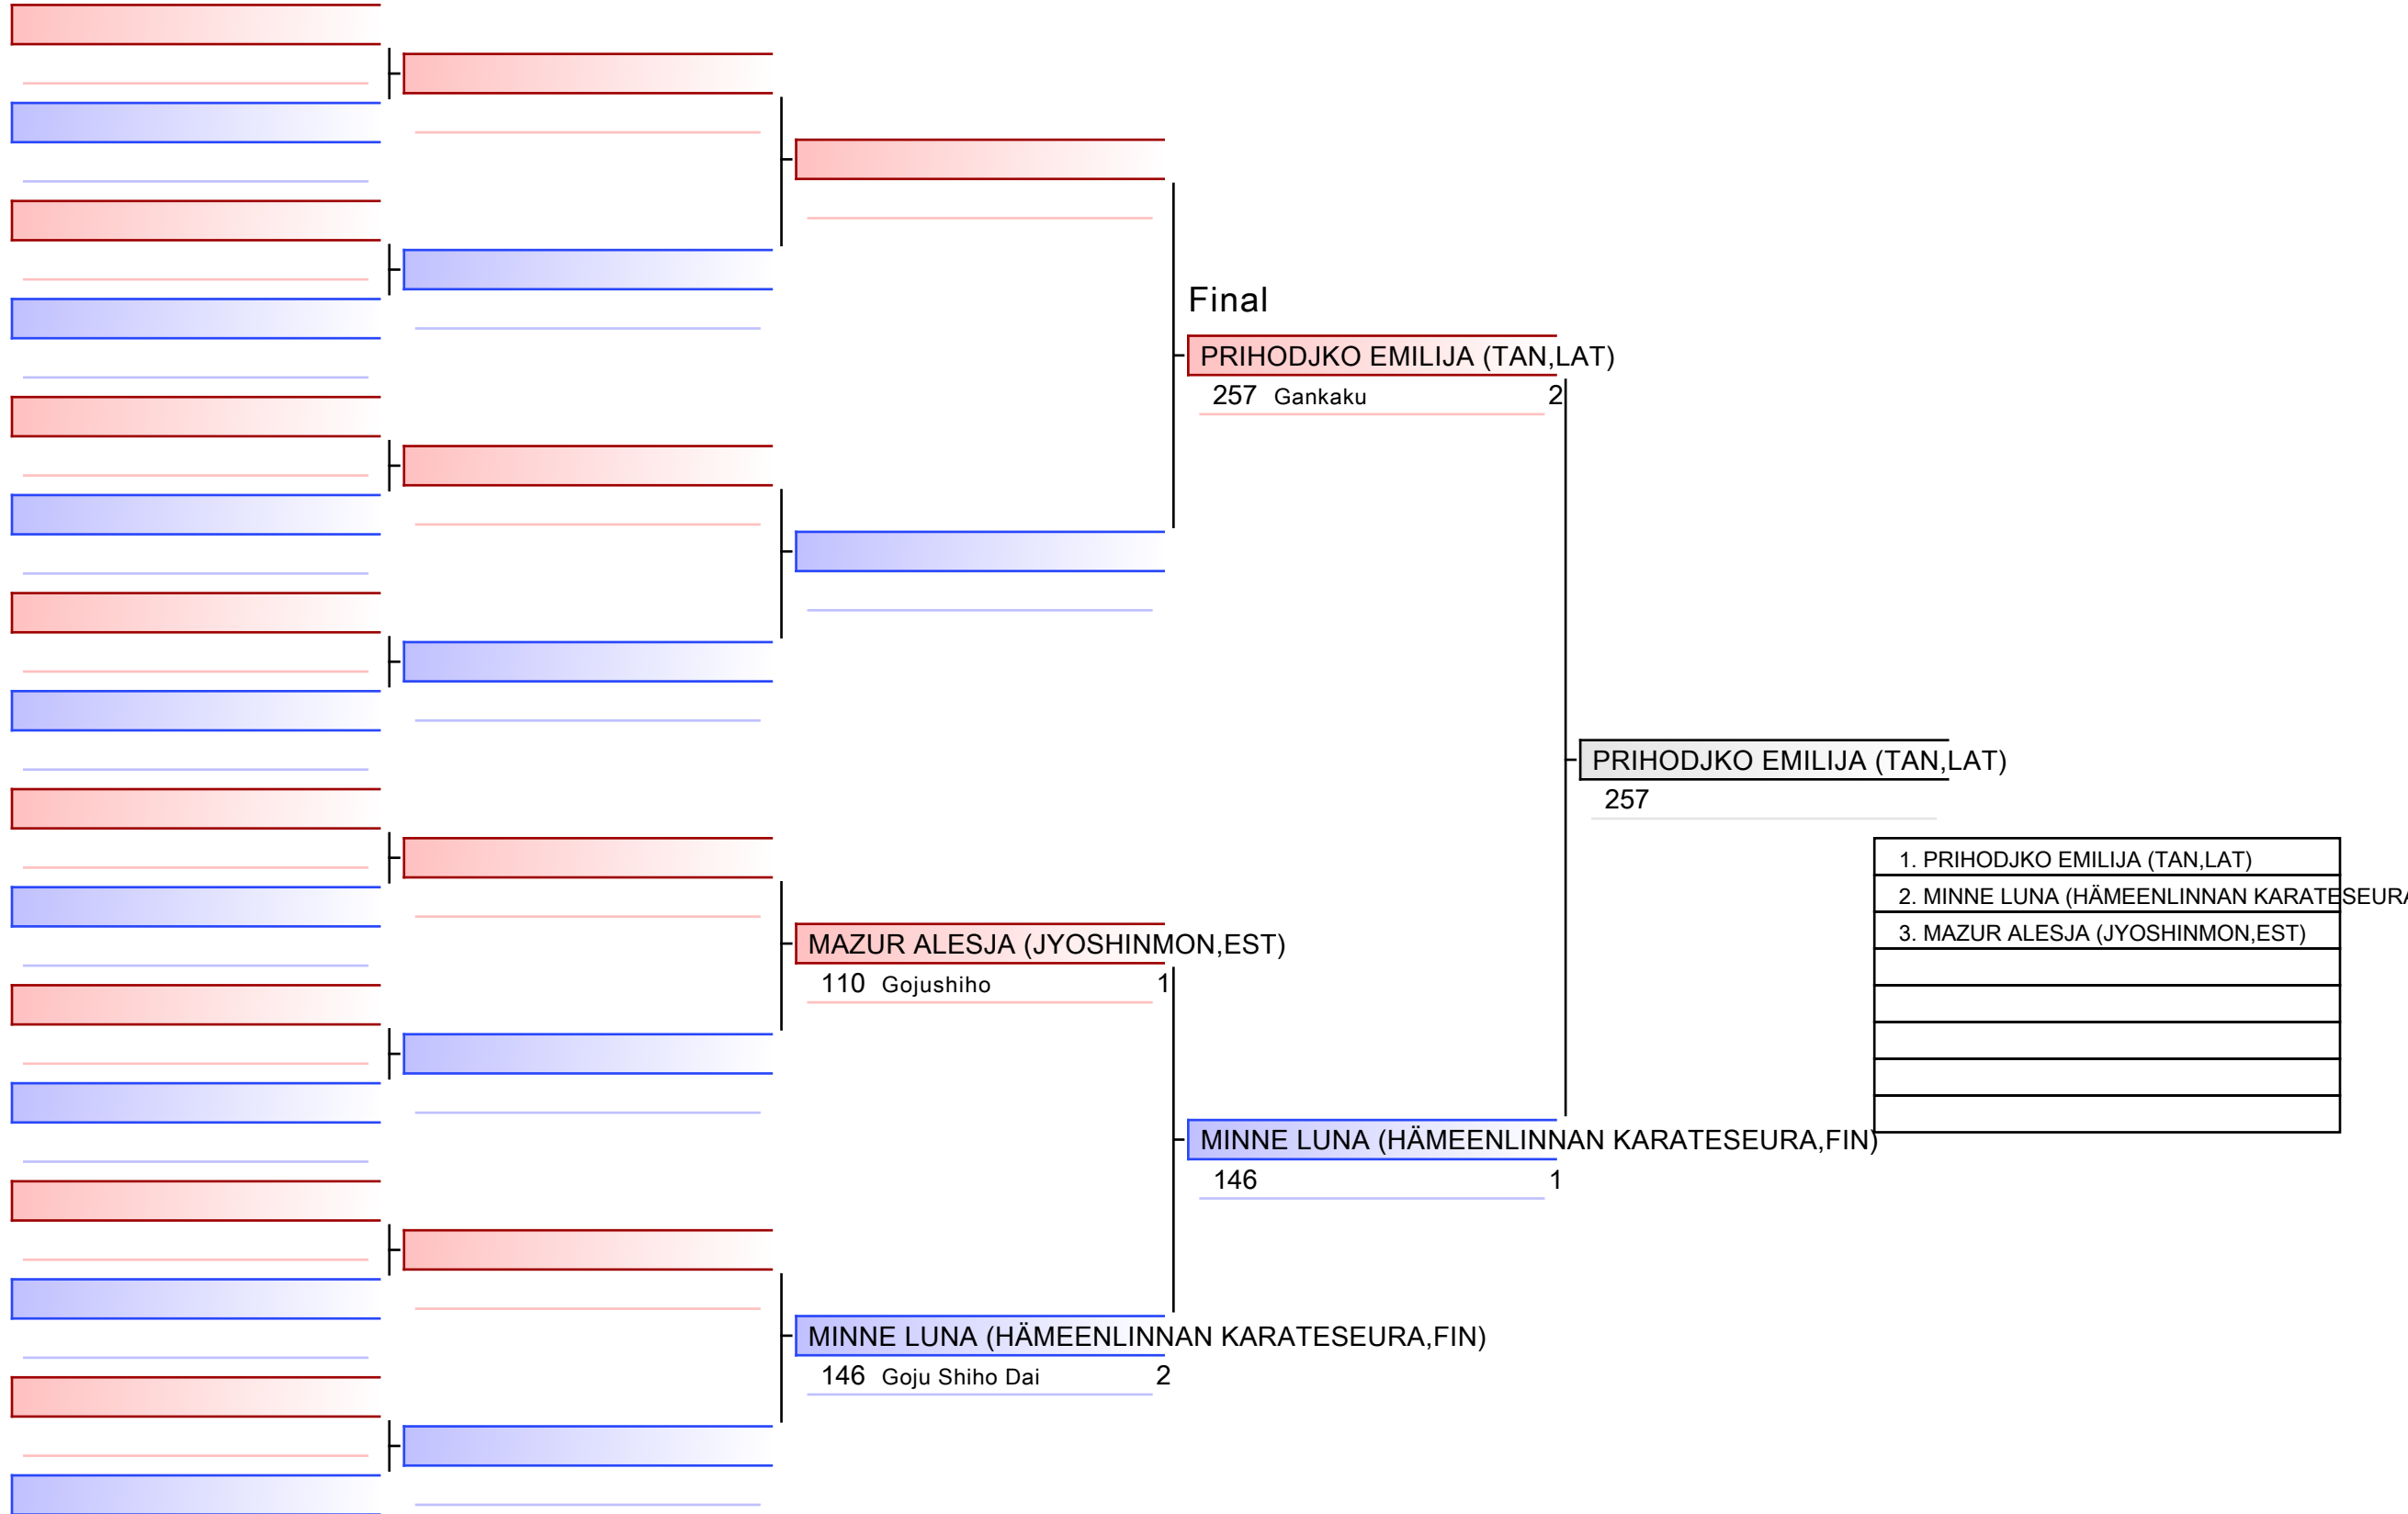 Final
PRIHODJKO EMILIJA (TAN,LAT)
257 Gankaku 2
PRIHODJKO EMILIJA (TAN,LAT)
257
1. PRIHODJKO EMILIJA (TAN,LAT)
2. MINNE LUNA (HÄMEENLINNAN KARATESEURA
3. MAZUR ALESJA (JYOSHINMON,EST)
MAZUR ALESJA (JYOSHINMON,EST)
110 Gojushiho 1
MINNE LUNA (HÄMEENLINNAN KARATESEURA,FIN)
146 1
MINNE LUNA (HÄMEENLINNAN KARATESEURA,FIN)
146 Goju Shiho Dai 2